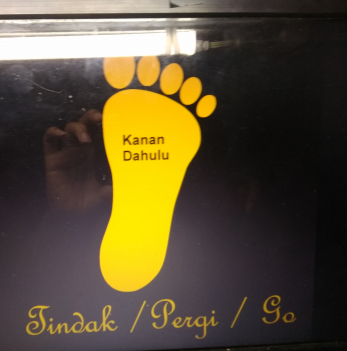 Kanan
Dahulu
Tindak / Pergi / Go